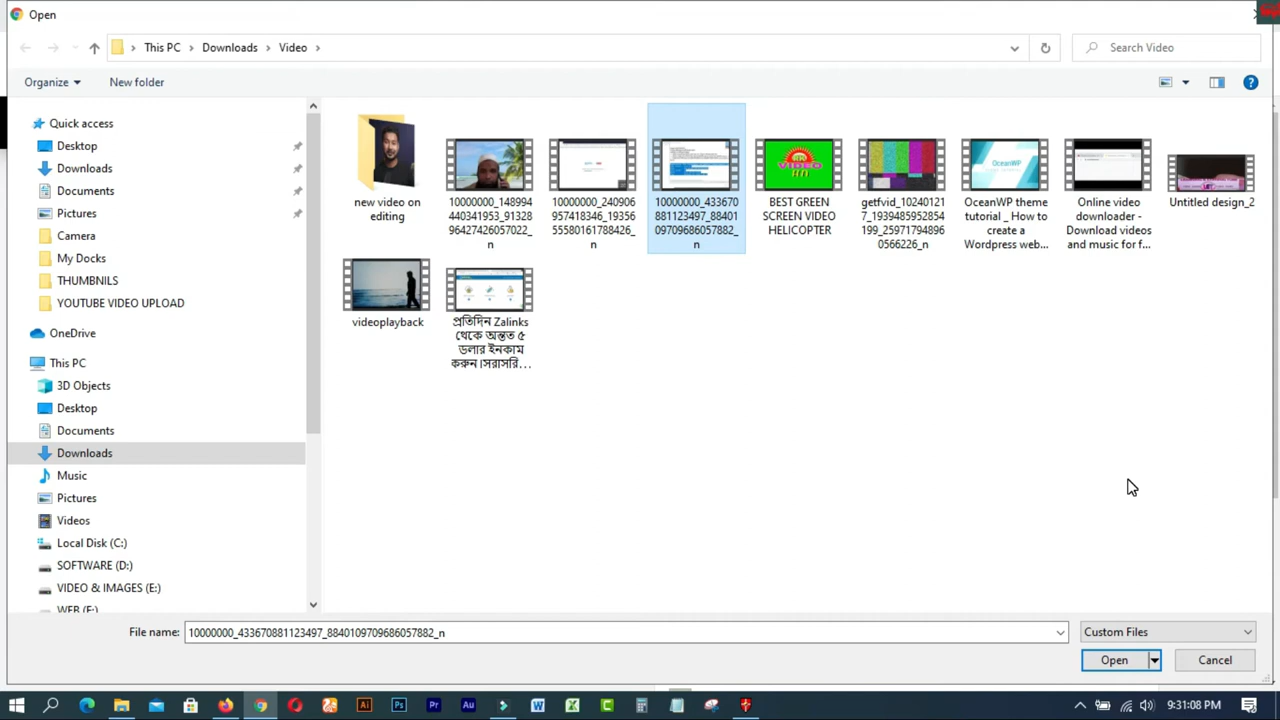 Open
This PC
Downloads
Video
Search Video
Organize
New folder
Quick access
Desktop
Downloads
Documents
Pictures
Camera
My Docks
THUMBNILS
YOUTUBE VIDEO UPLOAD
OneDrive
This PC
3D Objects
Desktop
Documents
Downloads
Music
Pictures
Videos
Local Disk (C:)
SOFTWARE (D:)
VIDEO & IMAGES (E:)
WEB (F:)
new video on
editing
10000000_148994
440341953_91328
96427426057022_
n
10000000_240906
957418346_19356
55580161788426_
n
10000000_433670
881123497_88401
09709686057882_
n
VIDEO
BEST GREEN
SCREEN VIDEO
HELICOPTER
getfvid_10240121
7_1939485952854
199_25971794896
0566226_n
OceanWP
OceanWP theme
tutorial _ How to
create a
Wordpress web...
Online video
downloader -
Download videos
and music for f...
Untitled design_2
videoplayback
প্রতিদিন Zalinks
থেকে অন্তত ৫
ডলার ইনকাম
করুন।সরাসরি...
File name:
10000000_433670881123497_8840109709686057882_n
Custom Files
Open
Cancel
9:31:08 PM